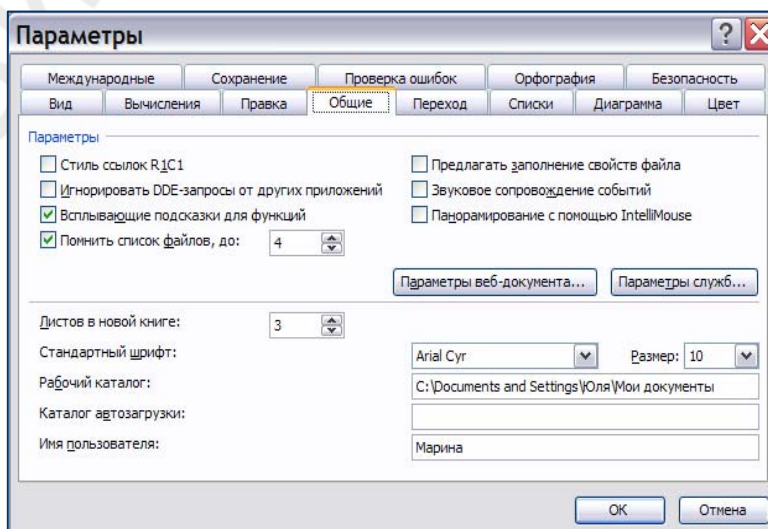 Параметры
Международные Сохранение Проверка ошибок Орфография Безопасность
Вид Вычисления Правка Общие Переход Списки Диаграмма Цвет
Параметры
Стиль ссылок R1C1 Предлагать заполнение свойств файла
Игнорировать DDE-запросы от других приложений Звуковое сопровождение событий
Всплывающие подсказки для функций Панорамирование с помощью IntelliMouse
Помнить список файлов, до: 4
Параметры веб-документа... Параметры служб...
Листов в новой книге: 3
Стандартный шрифт: Arial Cyr Размер: 10
Рабочий каталог: C:\Documents and Settings\Юля\Мои документы
Каталог автозагрузки:
Имя пользователя: Марина
ОК Отмена